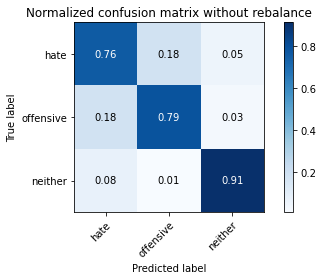 Normalized confusion matrix without rebalance
True label
hate 0.76 0.18 0.05
offensive 0.18 0.79 0.03
neither 0.08 0.01 0.91
hate offensive neither
Predicted label
0.8
0.6
0.4
0.2